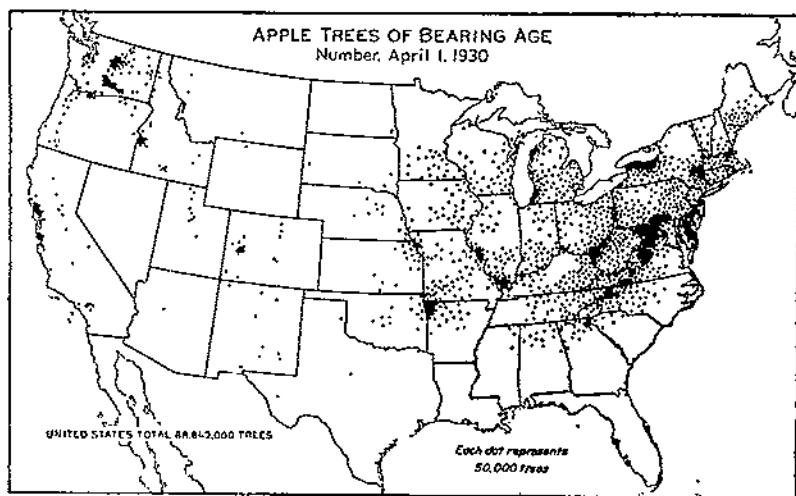 APPLE TREES OF BEARING AGE
Number, April 1, 1930
UNITED STATES TOTAL 88,842,000 TREES
Each dot represents
50,000 trees